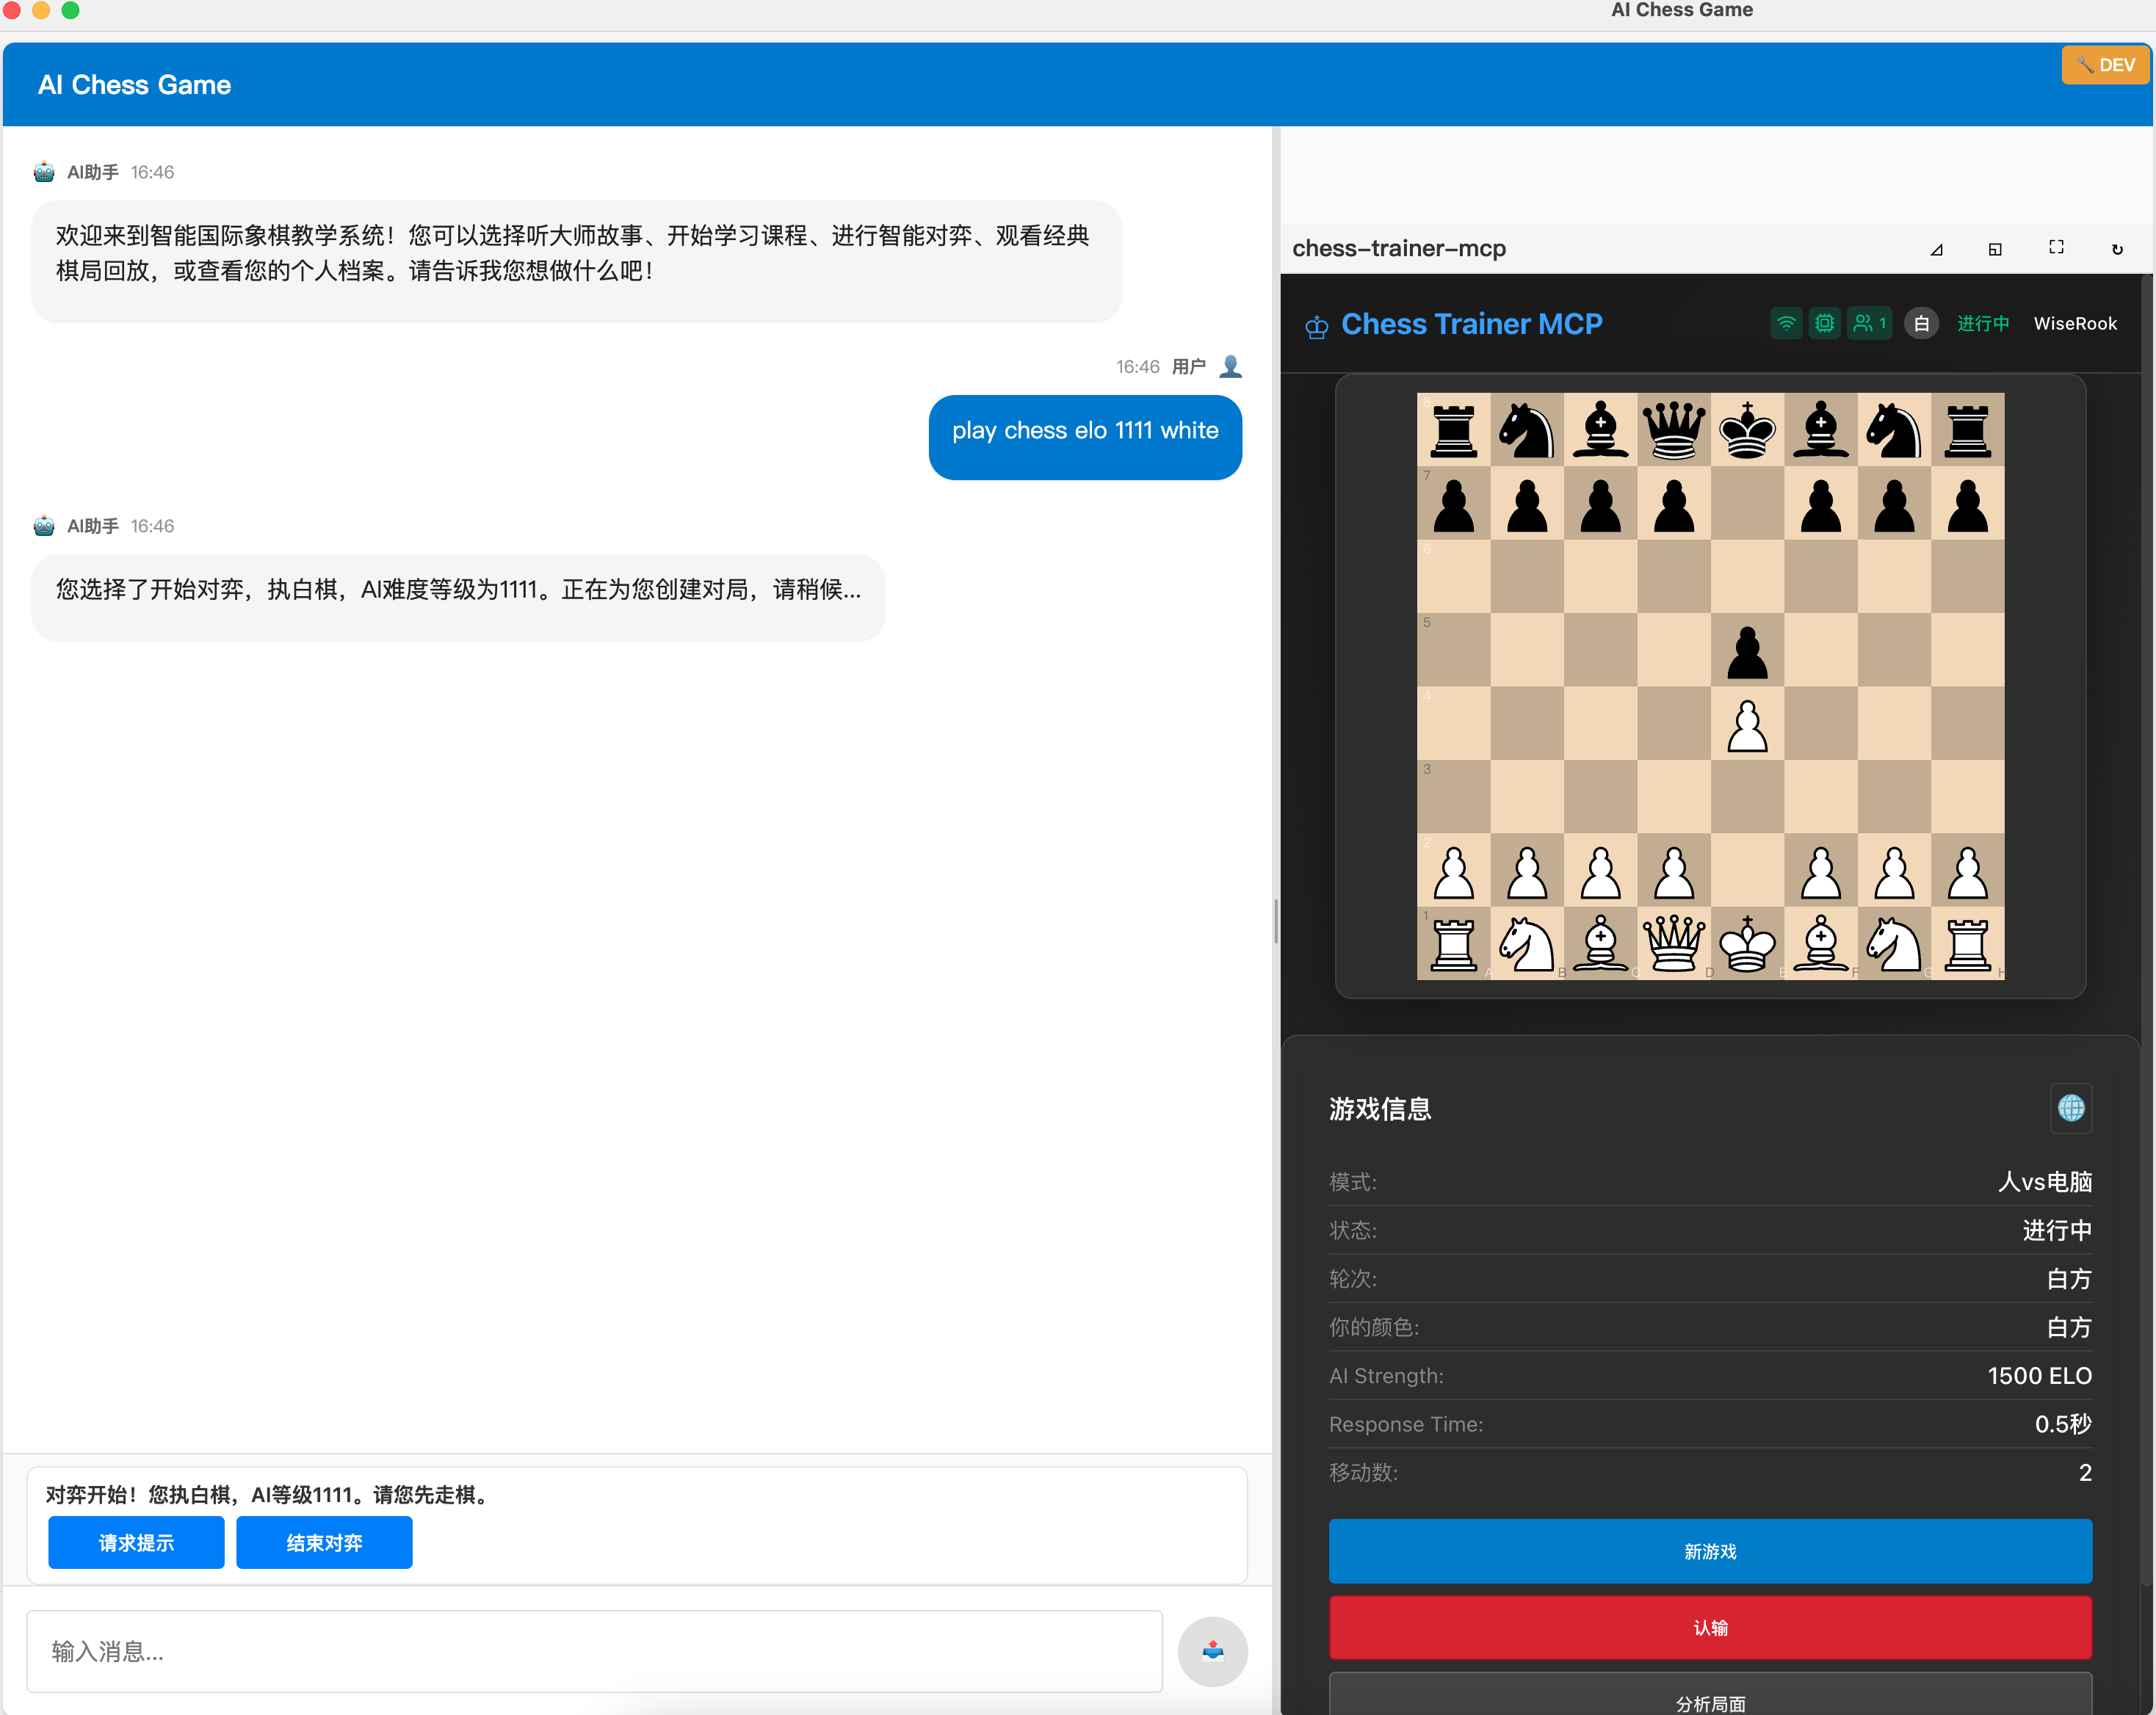 AI Chess Game
AI Chess Game
DEV
AI助手 16:46
欢迎来到智能国际象棋教学系统！您可以选择听大师故事、开始学习课程、进行智能对弈、观看经典
棋局回放，或查看您的个人档案。请告诉我您想做什么吧！
16:46 用户
play chess elo 1111 white
AI助手 16:46
您选择了开始对弈，执白棋，AI难度等级为1111。正在为您创建对局，请稍候...
对弈开始！您执白棋，AI等级1111。请您先走棋。
请求提示 结束对弈
输入消息...
chess-trainer-mcp
Chess Trainer MCP 1 白 进行中 WiseRook
8
7
6
5
4
3
2
1
A B C D E F G H
游戏信息
模式: 人vs电脑
状态: 进行中
轮次: 白方
你的颜色: 白方
AI Strength: 1500 ELO
Response Time: 0.5秒
移动数: 2
新游戏
认输
分析局面